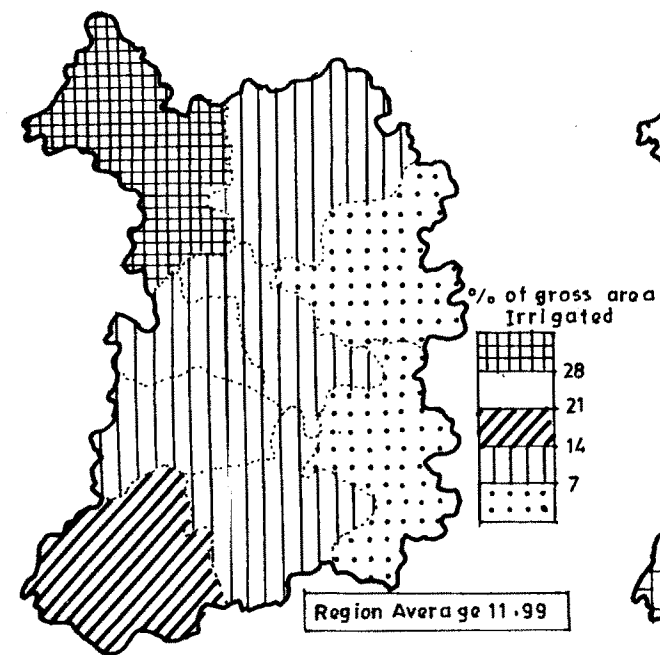 % of gross area
Irrigated
28
21
14
7
Region Average 11.99